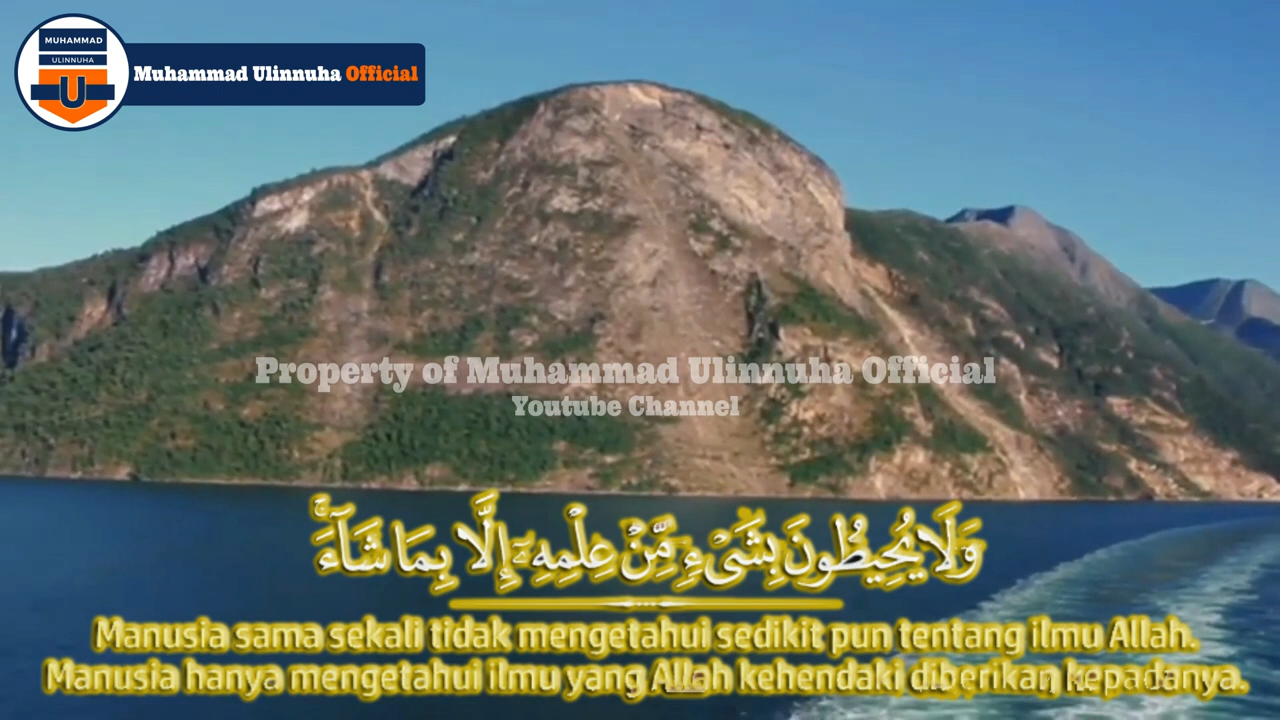 MUHAMMAD
ULINNUHA
U
Muhammad Ulinnuha Official
Property of Muhammad Ulinnuha Official
Youtube Channel
وَلَا يُحِيطُونَ بِشَيْءٍ مِّنْ عِلْمِهِ إِلَّا بِمَا شَآءَ ۚ
Manusia sama sekali tidak mengetahui sedikit pun tentang ilmu Allah.
Manusia hanya mengetahui ilmu yang Allah kehendaki diberikan kepadanya.